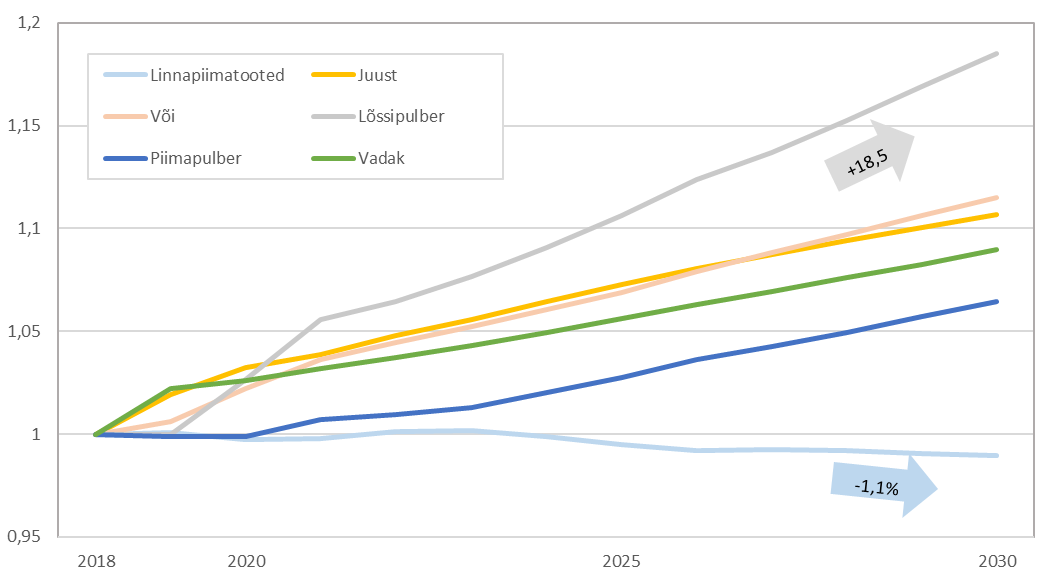 1,2
Linnapiimatooted
Juust
Või
Lõssipulber
Piimapulber
Vadak
1,15
+18,5
1,1
1,05
1
-1,1%
0,95
2018
2020
2025
2030